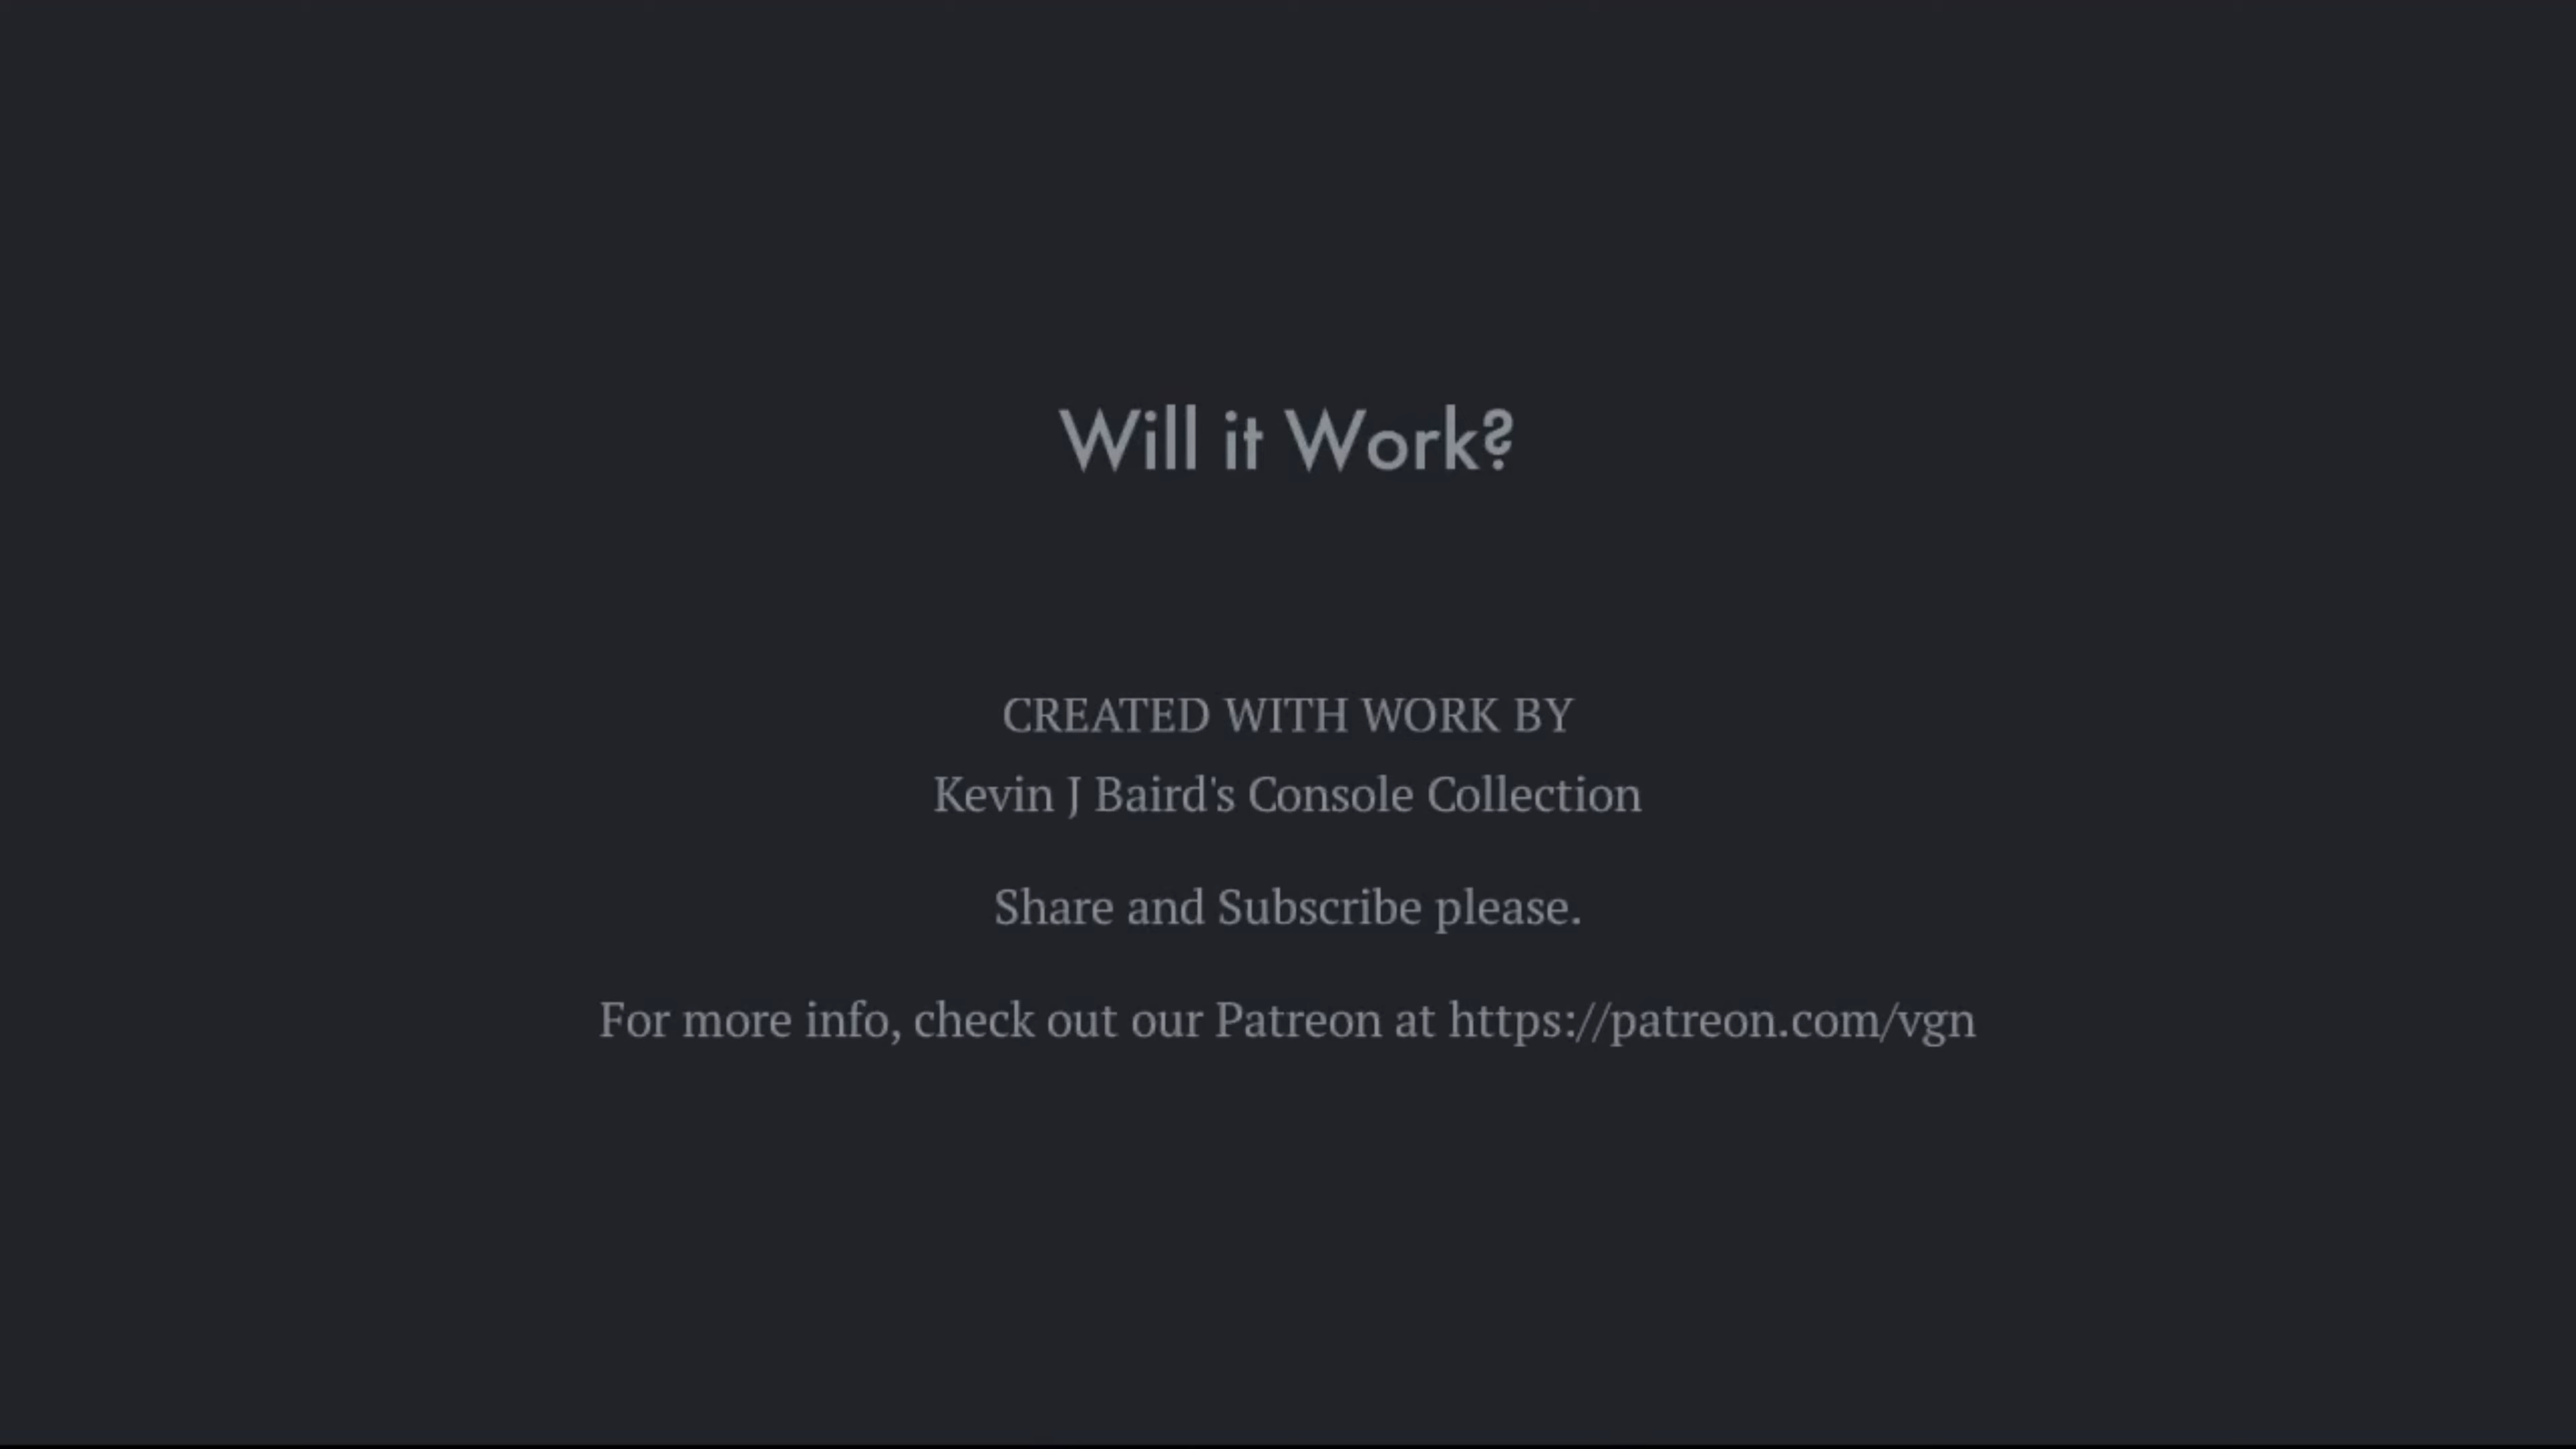 Will it Work?
CREATED WITH WORK BY
Kevin J Baird's Console Collection
Share and Subscribe please.
For more info, check out our Patreon at https://patreon.com/vgn